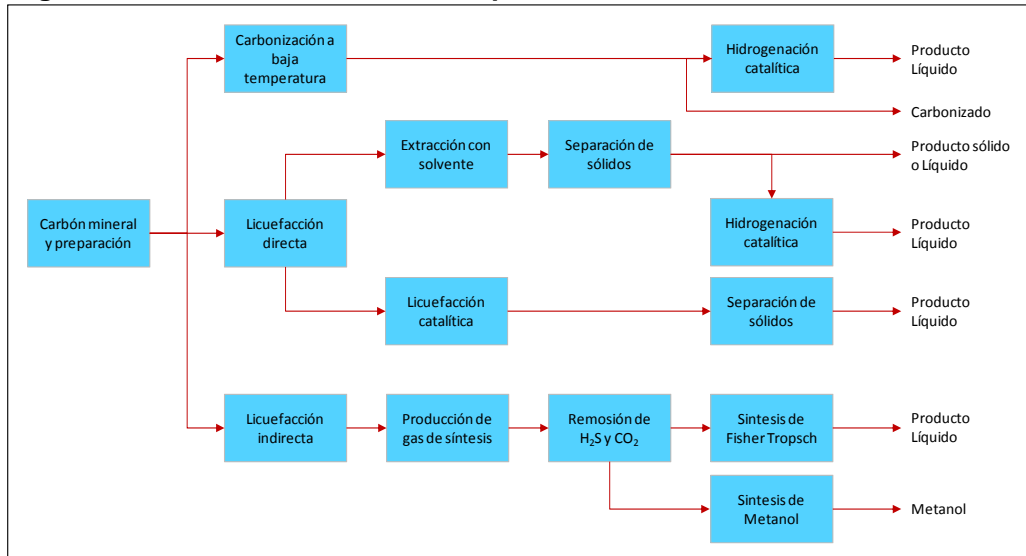 Carbonización a
baja
temperatura
Hidrogenación
catalítica
Producto
Líquido
Carbonizado
Extracción con
solvente
Separación de
sólidos
Producto sólido
o Líquido
Carbón mineral
y preparación
Licuefacción
directa
Hidrogenación
catalítica
Producto
Líquido
Licuefacción
catalítica
Separación de
sólidos
Producto
Líquido
Licuefacción
indirecta
Producción de
gas de síntesis
Remosión de
H₂S y CO₂
Sintesis de
Fisher Tropsch
Producto
Líquido
Sintesis de
Metanol
Metanol